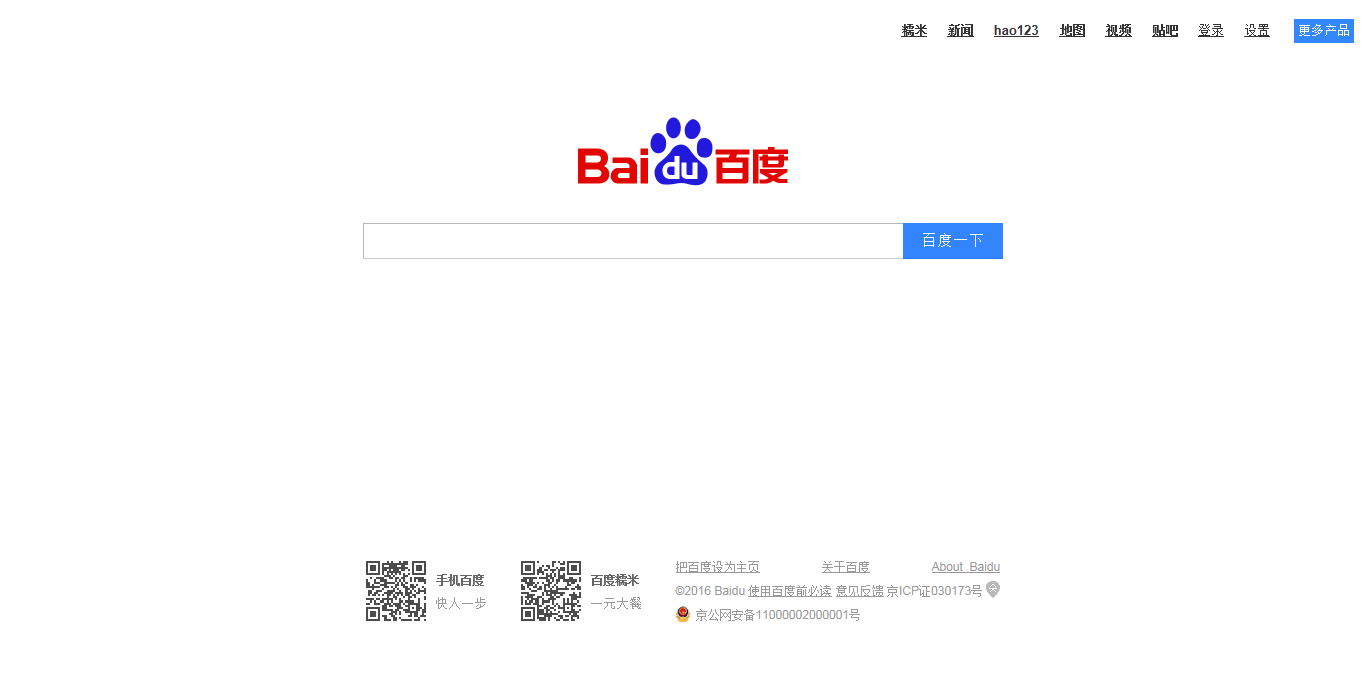 糯米 新闻 hao123 地图 视频 贴吧 登录 设置 更多产品
Bai du 百度
百度一下
手机百度
快人一步
百度糯米
一元大餐
把百度设为主页 关于百度 About Baidu
©2016 Baidu 使用百度前必读 意见反馈 京ICP证030173号
京公网安备11000002000001号